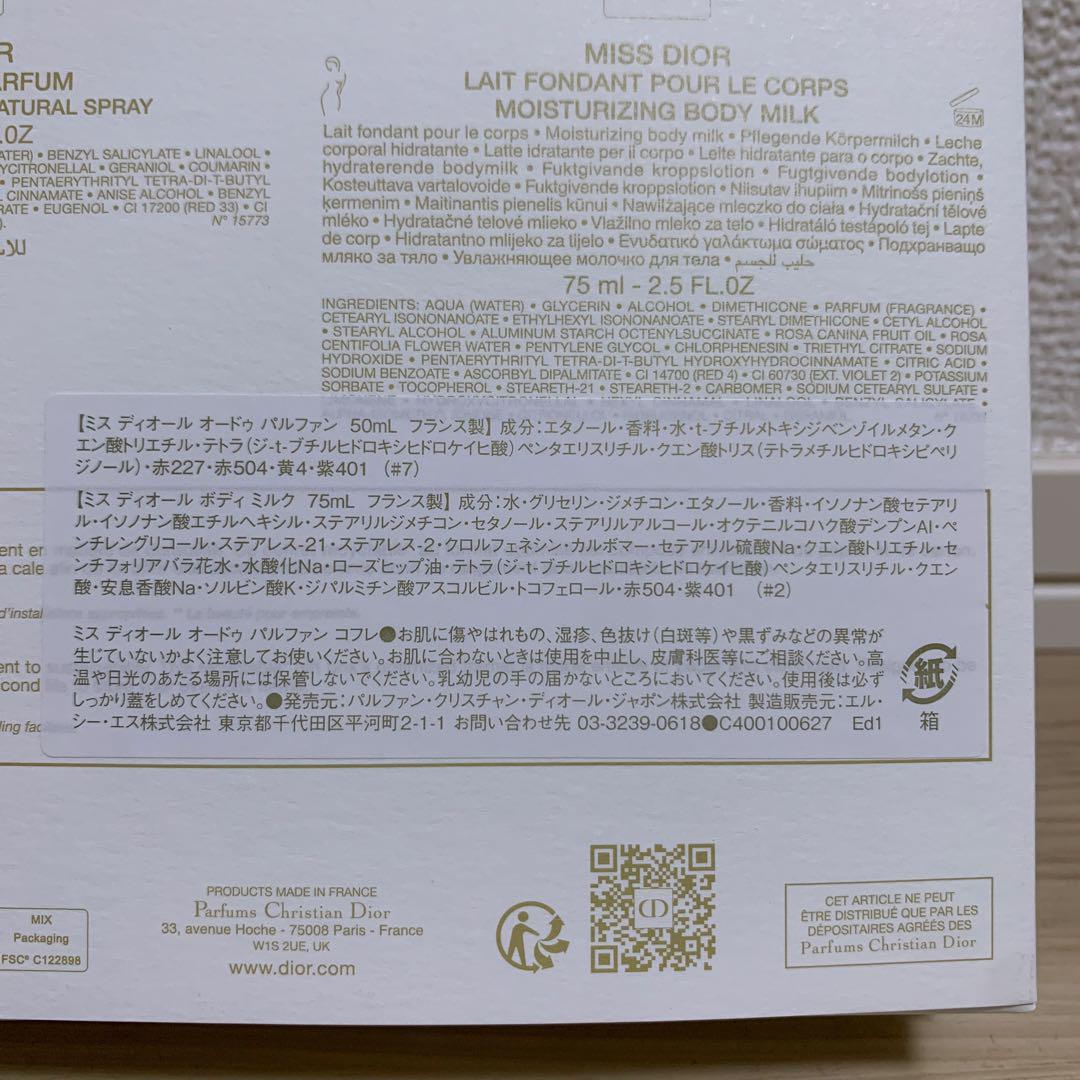 R
ARFUM
NATURAL SPRAY
.OZ
ATER) • BENZYL SALICYLATE • LINALOOL •
YCITRONELLAL • GERANIOL • COUMARIN •
• PENTAERYTHRITYL TETRA-DI-T-BUTYL
L CINNAMATE • ANISE ALCOHOL • BENZYL
RATE • EUGENOL • CI 17200 (RED 33) • CI
). N° 15773
MISS DIOR
LAIT FONDANT POUR LE CORPS
MOISTURIZING BODY MILK
24M
Lait fondant pour le corps • Moisturizing body milk • Pflegende Körpermilch • Leche
corporal hidratante • Latte idratante per il corpo • Leite hidratante para o corpo • Zachte,
hydraterende bodymilk • Fuktgivende kroppslotion • Fugtgivende bodylotion •
Kosteuttava vartalovoide • Fuktgivande kroppslotion • Niisutav ihupiim • Mitrinošs pieniņš
ķermenim • Maitinantis pienelis kūnui • Nawilżające mleczko do ciała • Hydratační tělové
mléko • Hydratačné telové mlieko • Vlažilno mleko za telo • Hidratáló testápoló tej • Lapte
de corp • Hidratantno mlijeko za tijelo • Ενυδατικό γαλάκτωμα σώματος • Подхранващо
мляко за тяло • Увлажняющее молочко для тела • حليب للجسم
75 ml - 2.5 FL.OZ
INGREDIENTS: AQUA (WATER) • GLYCERIN • ALCOHOL • DIMETHICONE • PARFUM (FRAGRANCE) •
CETEARYL ISONONANOATE • ETHYLHEXYL ISONONANOATE • STEARYL DIMETHICONE • CETYL ALCOHOL
• STEARYL ALCOHOL • ALUMINUM STARCH OCTENYLSUCCINATE • ROSA CANINA FRUIT OIL • ROSA
CENTIFOLIA FLOWER WATER • PENTYLENE GLYCOL • CHLORPHENESIN • TRIETHYL CITRATE • SODIUM
HYDROXIDE • PENTAERYTHRITYL TETRA-DI-T-BUTYL HYDROXYHYDROCINNAMATE • CITRIC ACID •
SODIUM BENZOATE • ASCORBYL DIPALMITATE • CI 14700 (RED 4) • CI 60730 (EXT. VIOLET 2) • POTASSIUM
SORBATE • TOCOPHEROL • STEARETH-21 • STEARETH-2 • CARBOMER • SODIUM CETEARYL SULFATE •
【ミス ディオール オードゥ パルファン 50mL フランス製】成分：エタノール・香料・水・t-ブチルメトキシジベンゾイルメタン・ク
エン酸トリエチル・テトラ(ジ-t-ブチルヒドロキシヒドロケイヒ酸)ペンタエリスリチル・クエン酸トリス(テトラメチルヒドロキシピペリ
ジノール)・赤227・赤504・黄4・紫401 (#7)
【ミス ディオール ボディ ミルク 75mL フランス製】成分：水・グリセリン・ジメチコン・エタノール・香料・イソノナン酸セテアリ
ル・イソノナン酸エチルヘキシル・ステアリルジメチコン・セタノール・ステアリルアルコール・オクテニルコハク酸デンプンAl・ペ
ンチレングリコール・ステアレス-21・ステアレス-2・クロルフェネシン・カルボマー・セテアリル硫酸Na・クエン酸トリエチル・セ
ンチフォリアバラ花水・水酸化Na・ローズヒップ油・テトラ(ジ-t-ブチルヒドロキシヒドロケイヒ酸)ペンタエリスリチル・クエン
酸・安息香酸Na・ソルビン酸K・ジパルミチン酸アスコルビル・トコフェロール・赤504・紫401 (#2)
ミス ディオール オードゥ パルファン コフレ●お肌に傷やはれもの、湿疹、色抜け(白斑等)や黒ずみなどの異常が
生じていないかよく注意してお使いください。お肌に合わないときは使用を中止し、皮膚科医等にご相談ください。高
温や日光のあたる場所には保管しないでください。乳幼児の手の届かないところにおいてください。使用後は必ず
しっかり蓋をしめてください。●発売元：パルファン・クリスチャン・ディオール・ジャポン株式会社 製造販売元：エル・
シー・エス株式会社 東京都千代田区平河町2-1-1 お問い合わせ先 03-3239-0618●C400100627 Ed1
紙
箱
PRODUCTS MADE IN FRANCE
Parfums Christian Dior
33, avenue Hoche - 75008 Paris - France
W1S 2UE, UK
www.dior.com
MIX
Packaging
FSC® C122898
CD
CET ARTICLE NE PEUT
ÊTRE DISTRIBUÉ QUE PAR LES
DÉPOSITAIRES AGRÉÉS DES
Parfums Christian Dior